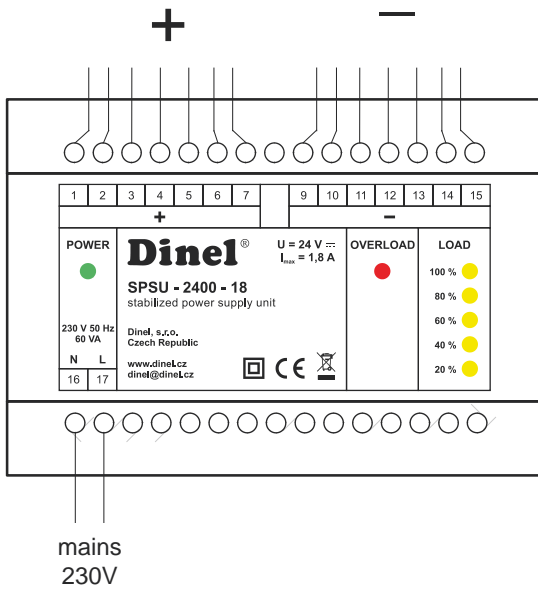 + −
1 2 3 4 5 6 7 9 10 11 12 13 14 15
+ −
POWER
230 V 50 Hz
60 VA
N L
16 17
Dinel®
U = 24 V ⎓
Imax = 1,8 A
SPSU - 2400 - 18
stabilized power supply unit
Dinel, s.r.o.
Czech Republic
www.dinel.cz
dinel@dinel.cz
CE
OVERLOAD
LOAD
100 %
80 %
60 %
40 %
20 %
mains
230V